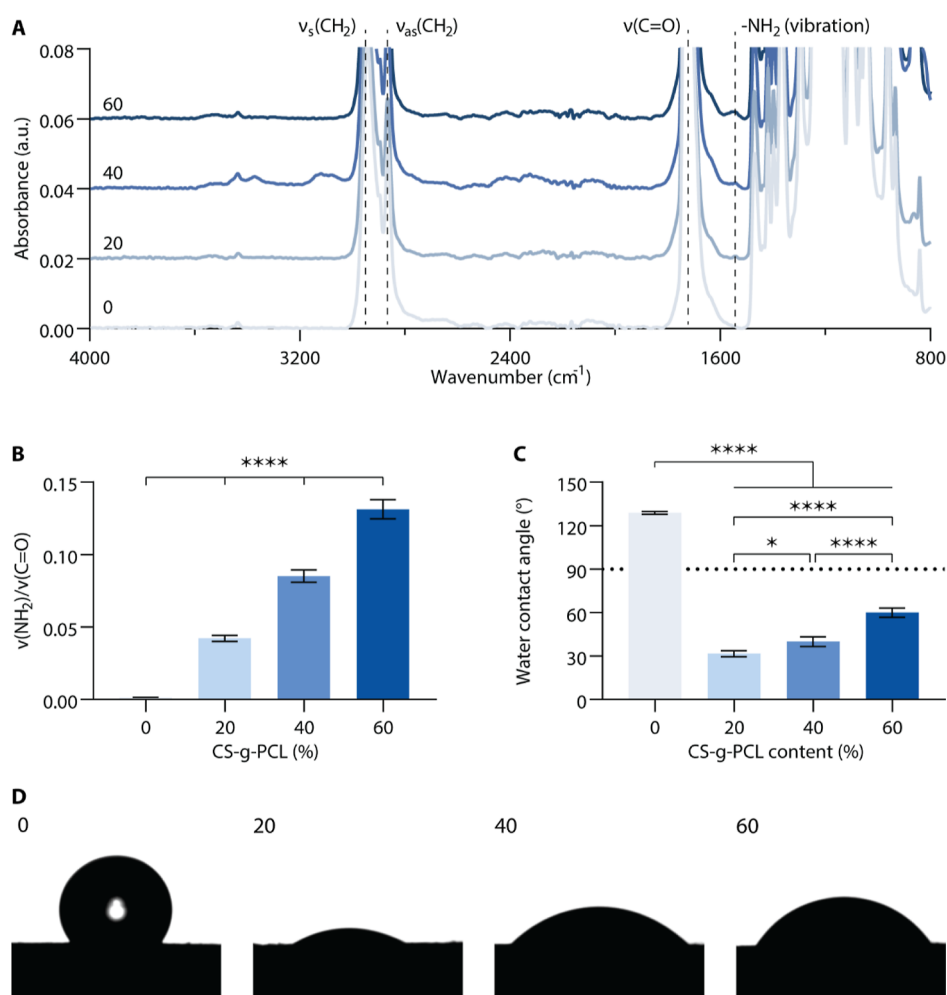 A
νs(CH2)
νas(CH2)
ν(C=O)
-NH2 (vibration)
0.08
0.06
0.04
0.02
0.00
Absorbance (a.u.)
60
40
20
0
4000 3200 2400 1600 800
Wavenumber (cm-1)
B
****
0.15
0.10
0.05
0.00
ν(NH2)/ν(C=O)
0 20 40 60
CS-g-PCL (%)
C
****
****
* ****
150
120
90
60
30
0
Water contact angle (°)
0 20 40 60
CS-g-PCL content (%)
D
0 20 40 60